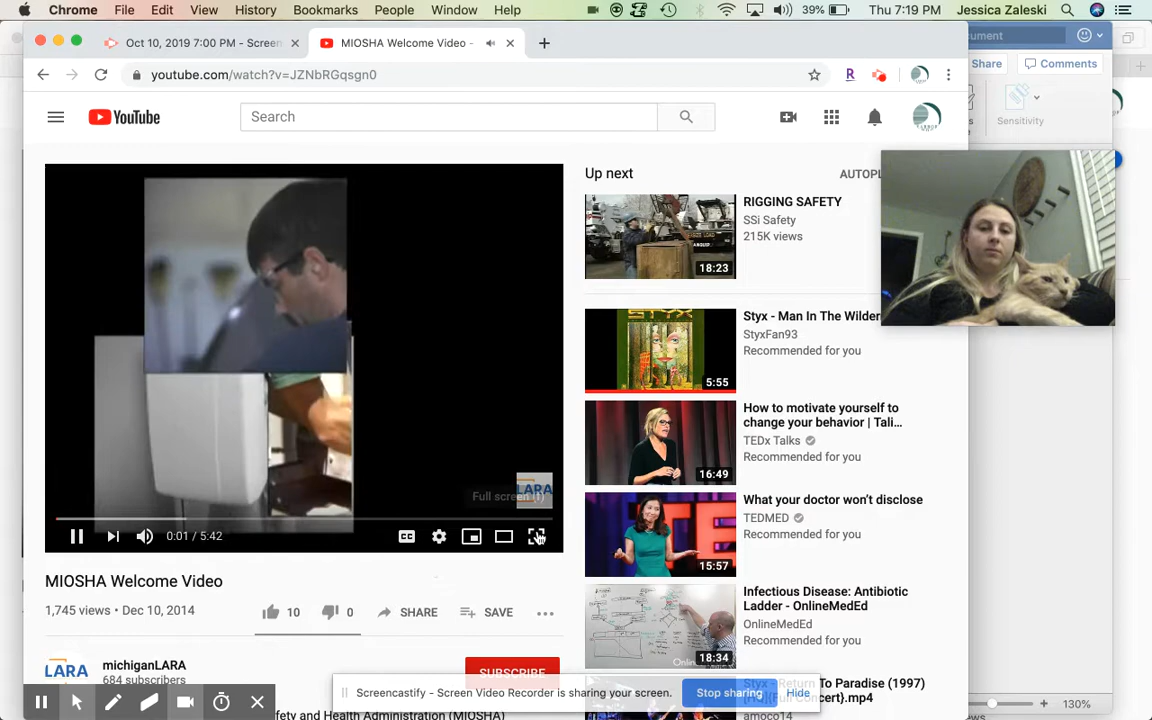 Chrome File Edit View History Bookmarks People Window Help 39% Thu 7:19 PM Jessica Zaleski
Oct 10, 2019 7:00 PM - Screen
MIOSHA Welcome Video -
Share
Comments
youtube.com/watch?v=JZNbRGqsgn0
Sensitivity
YouTube
Search
Up next
AUTOPL
RIGGING SAFETY
SSi Safety
215K views
18:23
Styx - Man In The Wilder
StyxFan93
Recommended for you
5:55
How to motivate yourself to
change your behavior | Tali...
TEDx Talks
Recommended for you
16:49
What your doctor won't disclose
TEDMED
Recommended for you
15:57
Infectious Disease: Antibiotic
Ladder - OnlineMedEd
OnlineMedEd
Recommended for you
18:34
Styx - Return To Paradise (1997)
amoco14
LARA
Full screen
0:01 / 5:42
CC
MIOSHA Welcome Video
1,745 views • Dec 10, 2014
10
0
SHARE
SAVE
LARA
michiganLARA
684 subscribers
SUBSCRIBE
fety and Health Administration (MIOSHA)
Screencastify - Screen Video Recorder is sharing your screen.
Stop sharing
Hide
130%